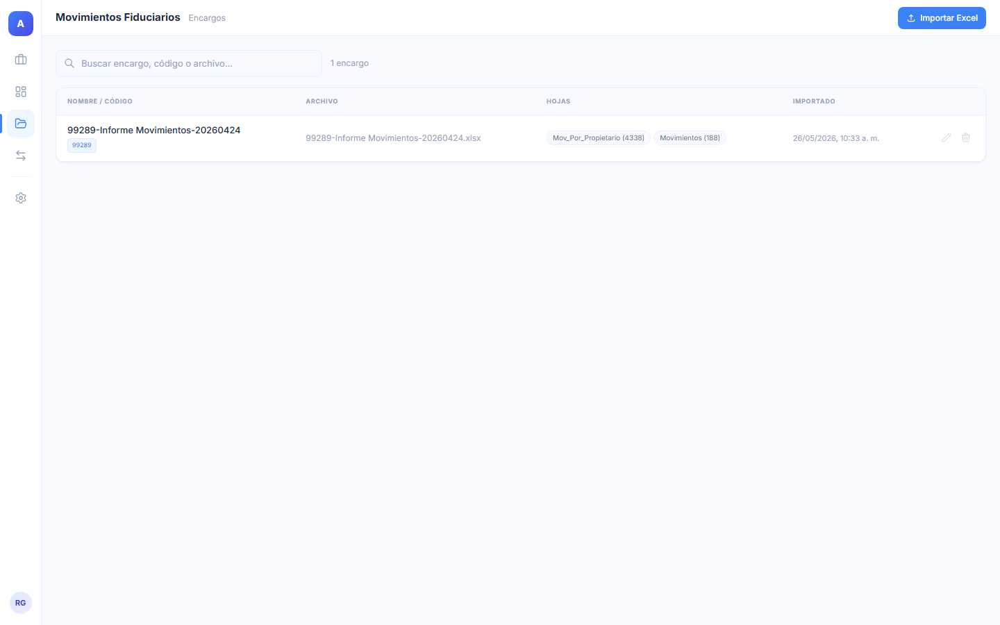 A
Movimientos Fiduciarios Encargos
Importar Excel
Buscar encargo, código o archivo...
1 encargo
NOMBRE / CÓDIGO ARCHIVO HOJAS IMPORTADO
99289-Informe Movimientos-20260424
99289
99289-Informe Movimientos-20260424.xlsx
Mov_Por_Propietario (4338) Movimientos (188)
26/05/2026, 10:33 a. m.
RG